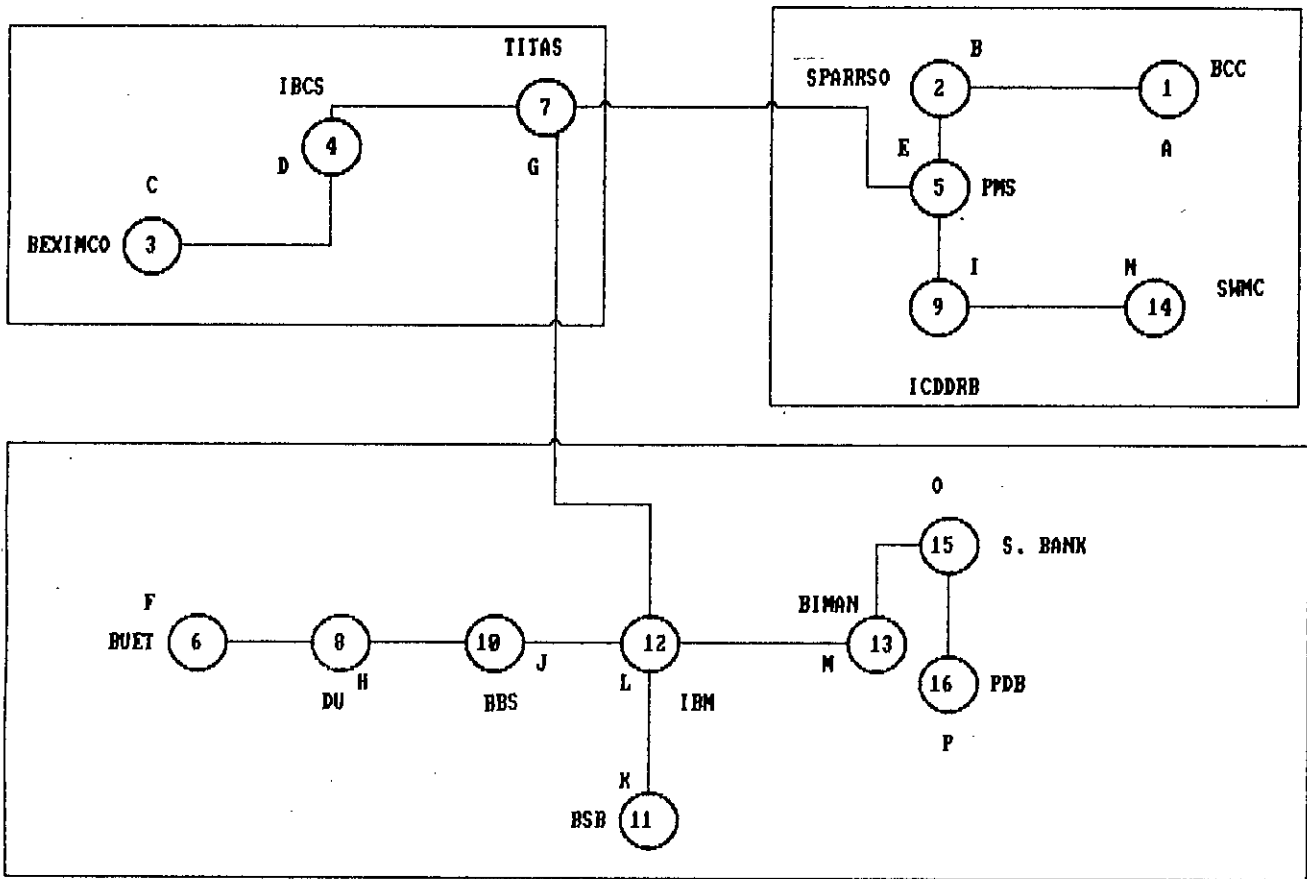 TITAS
IBCS
7
4
D
G
C
BEXIMCO
3
B
SPARRSO
2
BCC
1
A
E
5
PMS
I
N
SWMC
9
14
ICDDRB
O
15
S. BANK
F
BIMAN
BUET
6
8
10
J
12
13
M
H
DU
BBS
L
IBM
16
PDB
P
K
BSB
11